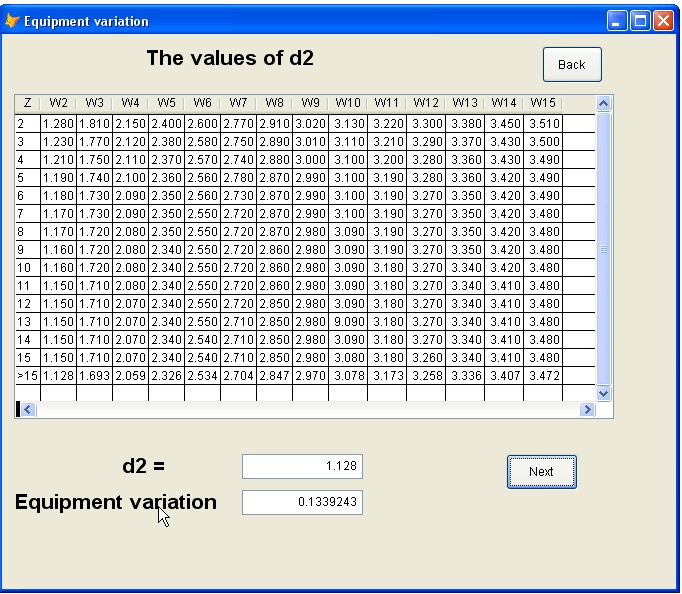 Equipment variation
The values of d2
Back
Z W2 W3 W4 W5 W6 W7 W8 W9 W10 W11 W12 W13 W14 W15
2 1.280 1.810 2.150 2.400 2.600 2.770 2.910 3.020 3.130 3.220 3.300 3.380 3.450 3.510
3 1.230 1.770 2.120 2.380 2.580 2.750 2.890 3.010 3.110 3.210 3.290 3.370 3.430 3.500
4 1.210 1.750 2.110 2.370 2.570 2.740 2.880 3.000 3.100 3.200 3.280 3.360 3.430 3.490
5 1.190 1.740 2.100 2.360 2.560 2.780 2.870 2.990 3.100 3.190 3.280 3.360 3.420 3.490
6 1.180 1.730 2.090 2.350 2.560 2.730 2.870 2.990 3.100 3.190 3.270 3.350 3.420 3.490
7 1.170 1.730 2.090 2.350 2.550 2.720 2.870 2.990 3.100 3.190 3.270 3.350 3.420 3.480
8 1.170 1.720 2.080 2.350 2.550 2.720 2.870 2.980 3.090 3.190 3.270 3.350 3.420 3.480
9 1.160 1.720 2.080 2.340 2.550 2.720 2.860 2.980 3.090 3.190 3.270 3.350 3.420 3.480
10 1.160 1.720 2.080 2.340 2.550 2.720 2.860 2.980 3.090 3.180 3.270 3.340 3.420 3.480
11 1.150 1.710 2.080 2.340 2.550 2.720 2.860 2.980 3.090 3.180 3.270 3.340 3.410 3.480
12 1.150 1.710 2.070 2.340 2.550 2.720 2.850 2.980 3.090 3.180 3.270 3.340 3.410 3.480
13 1.150 1.710 2.070 2.340 2.550 2.710 2.850 2.980 9.090 3.180 3.270 3.340 3.410 3.480
14 1.150 1.710 2.070 2.340 2.540 2.710 2.850 2.980 3.090 3.180 3.270 3.340 3.410 3.480
15 1.150 1.710 2.070 2.340 2.540 2.710 2.850 2.980 3.080 3.180 3.260 3.340 3.410 3.480
>15 1.128 1.693 2.059 2.326 2.534 2.704 2.847 2.970 3.078 3.173 3.258 3.336 3.407 3.472
d2 = 1.128
Next
Equipment variation 0.1339243